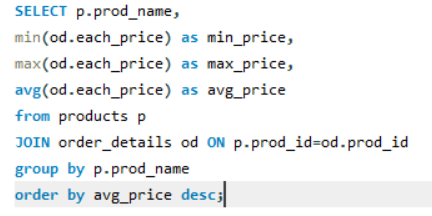 SELECT p.prod_name,
min(od.each_price) as min_price,
max(od.each_price) as max_price,
avg(od.each_price) as avg_price
from products p
JOIN order_details od ON p.prod_id=od.prod_id
group by p.prod_name
order by avg_price desc;